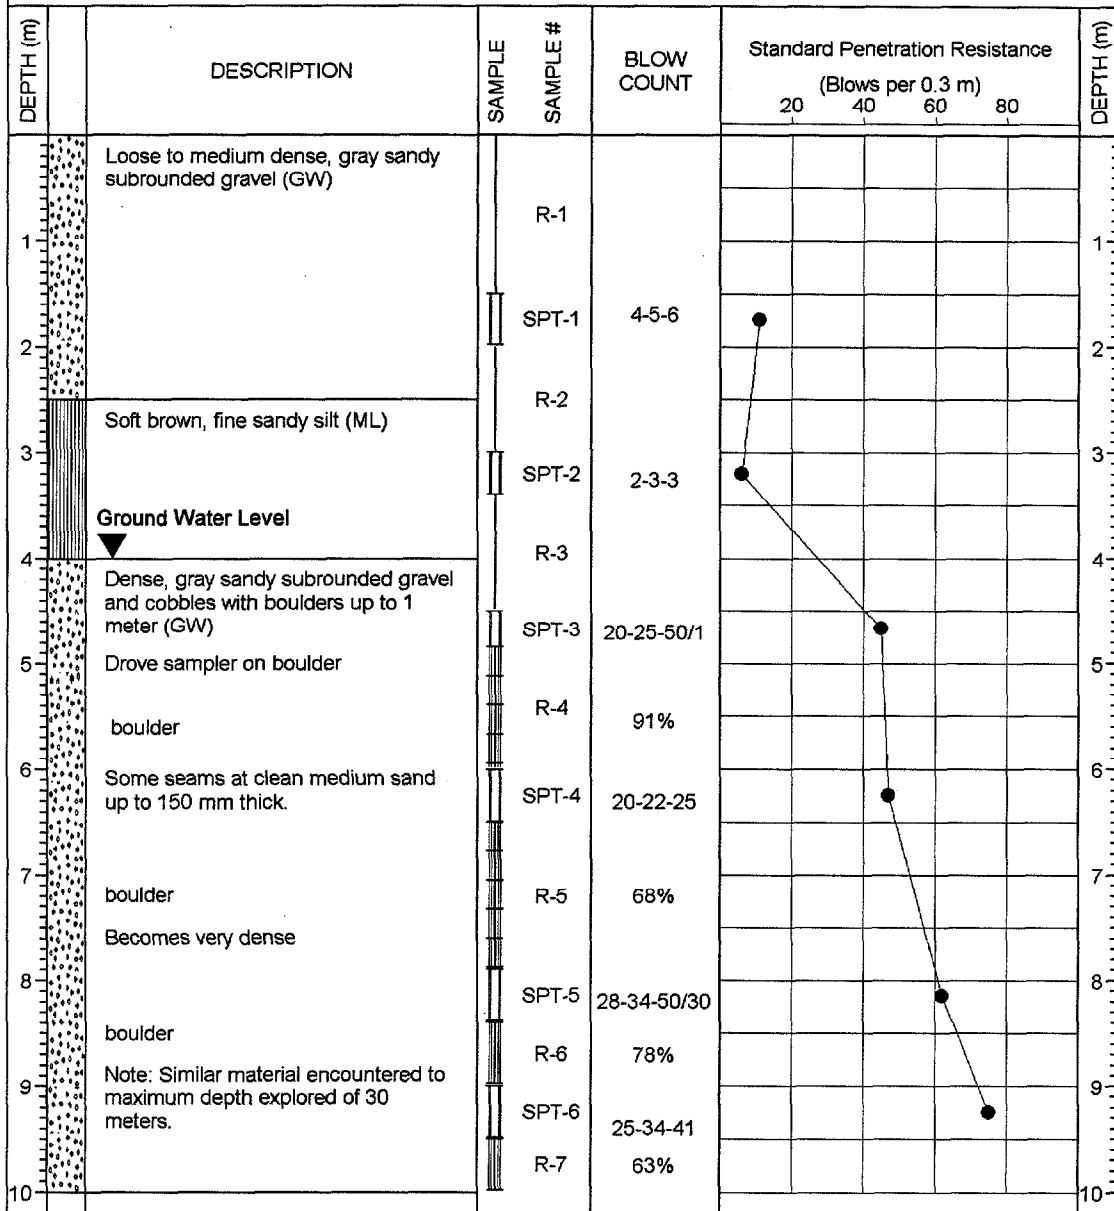 DEPTH (m)
DESCRIPTION
SAMPLE
SAMPLE #
BLOW
COUNT
Standard Penetration Resistance
(Blows per 0.3 m)
20 40 60 80
DEPTH (m)
Loose to medium dense, gray sandy
subrounded gravel (GW)
R-1
1 1
SPT-1 4-5-6
2 2
R-2
Soft brown, fine sandy silt (ML)
3 3
SPT-2 2-3-3
Ground Water Level
R-3
4 4
Dense, gray sandy subrounded gravel
and cobbles with boulders up to 1
meter (GW)
SPT-3 20-25-50/1
Drove sampler on boulder
5 5
R-4 91%
boulder
6 6
Some seams at clean medium sand
up to 150 mm thick.
SPT-4 20-22-25
7 7
boulder
R-5 68%
Becomes very dense
8 8
SPT-5 28-34-50/30
boulder
R-6 78%
Note: Similar material encountered to
maximum depth explored of 30
meters.
9 9
SPT-6 25-34-41
R-7 63%
10 10